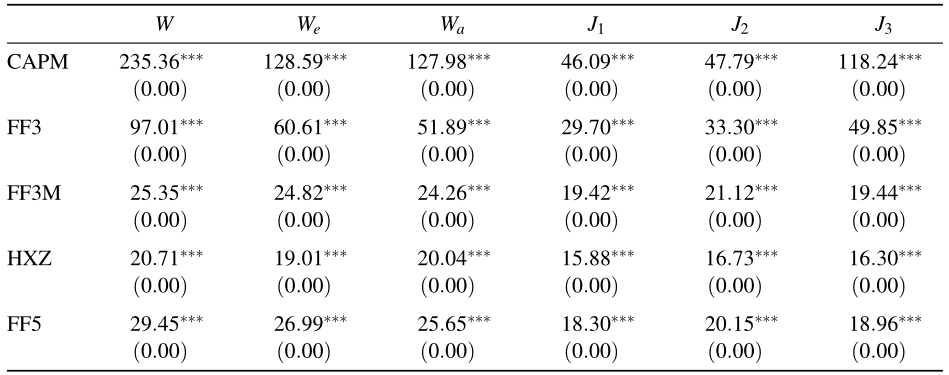 W We Wa J1 J2 J3
CAPM 235.36*** 128.59*** 127.98*** 46.09*** 47.79*** 118.24***
(0.00) (0.00) (0.00) (0.00) (0.00) (0.00)
FF3 97.01*** 60.61*** 51.89*** 29.70*** 33.30*** 49.85***
(0.00) (0.00) (0.00) (0.00) (0.00) (0.00)
FF3M 25.35*** 24.82*** 24.26*** 19.42*** 21.12*** 19.44***
(0.00) (0.00) (0.00) (0.00) (0.00) (0.00)
HXZ 20.71*** 19.01*** 20.04*** 15.88*** 16.73*** 16.30***
(0.00) (0.00) (0.00) (0.00) (0.00) (0.00)
FF5 29.45*** 26.99*** 25.65*** 18.30*** 20.15*** 18.96***
(0.00) (0.00) (0.00) (0.00) (0.00) (0.00)